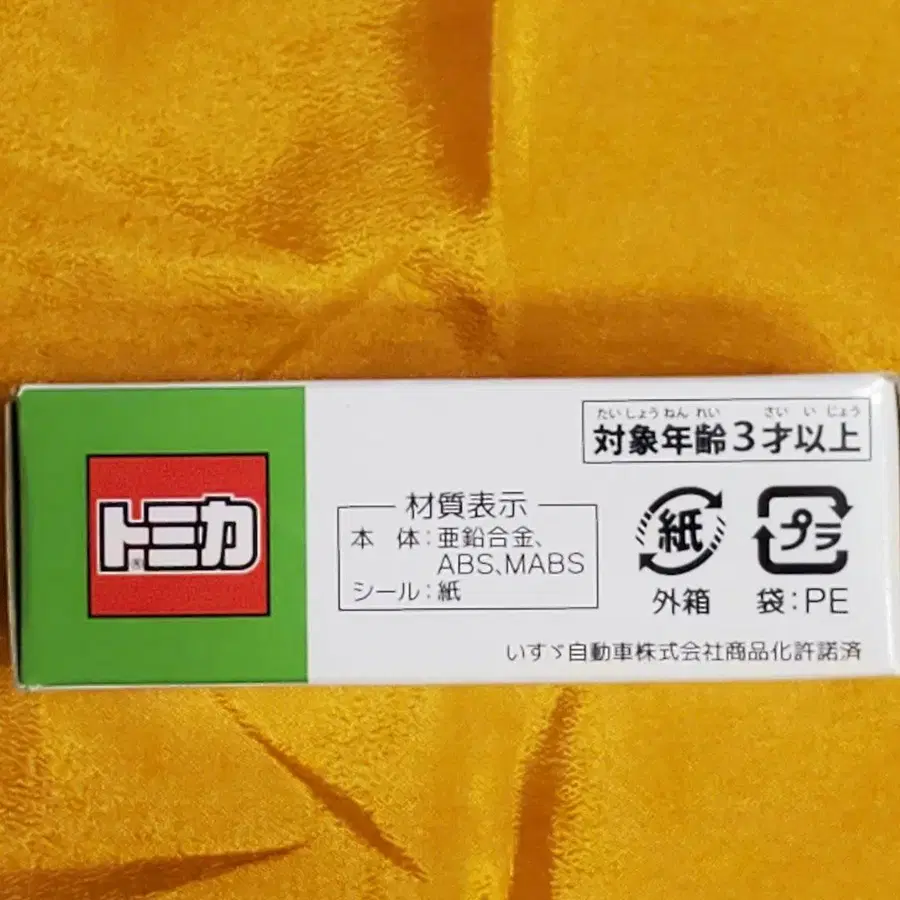 トミカ®
たいしょうねんれい さいいじょう
対象年齢3才以上
材質表示
本 体:亜鉛合金、
ABS、MABS
シール:紙
紙
外箱
プラ
袋:PE
いすゞ自動車株式会社商品化許諾済